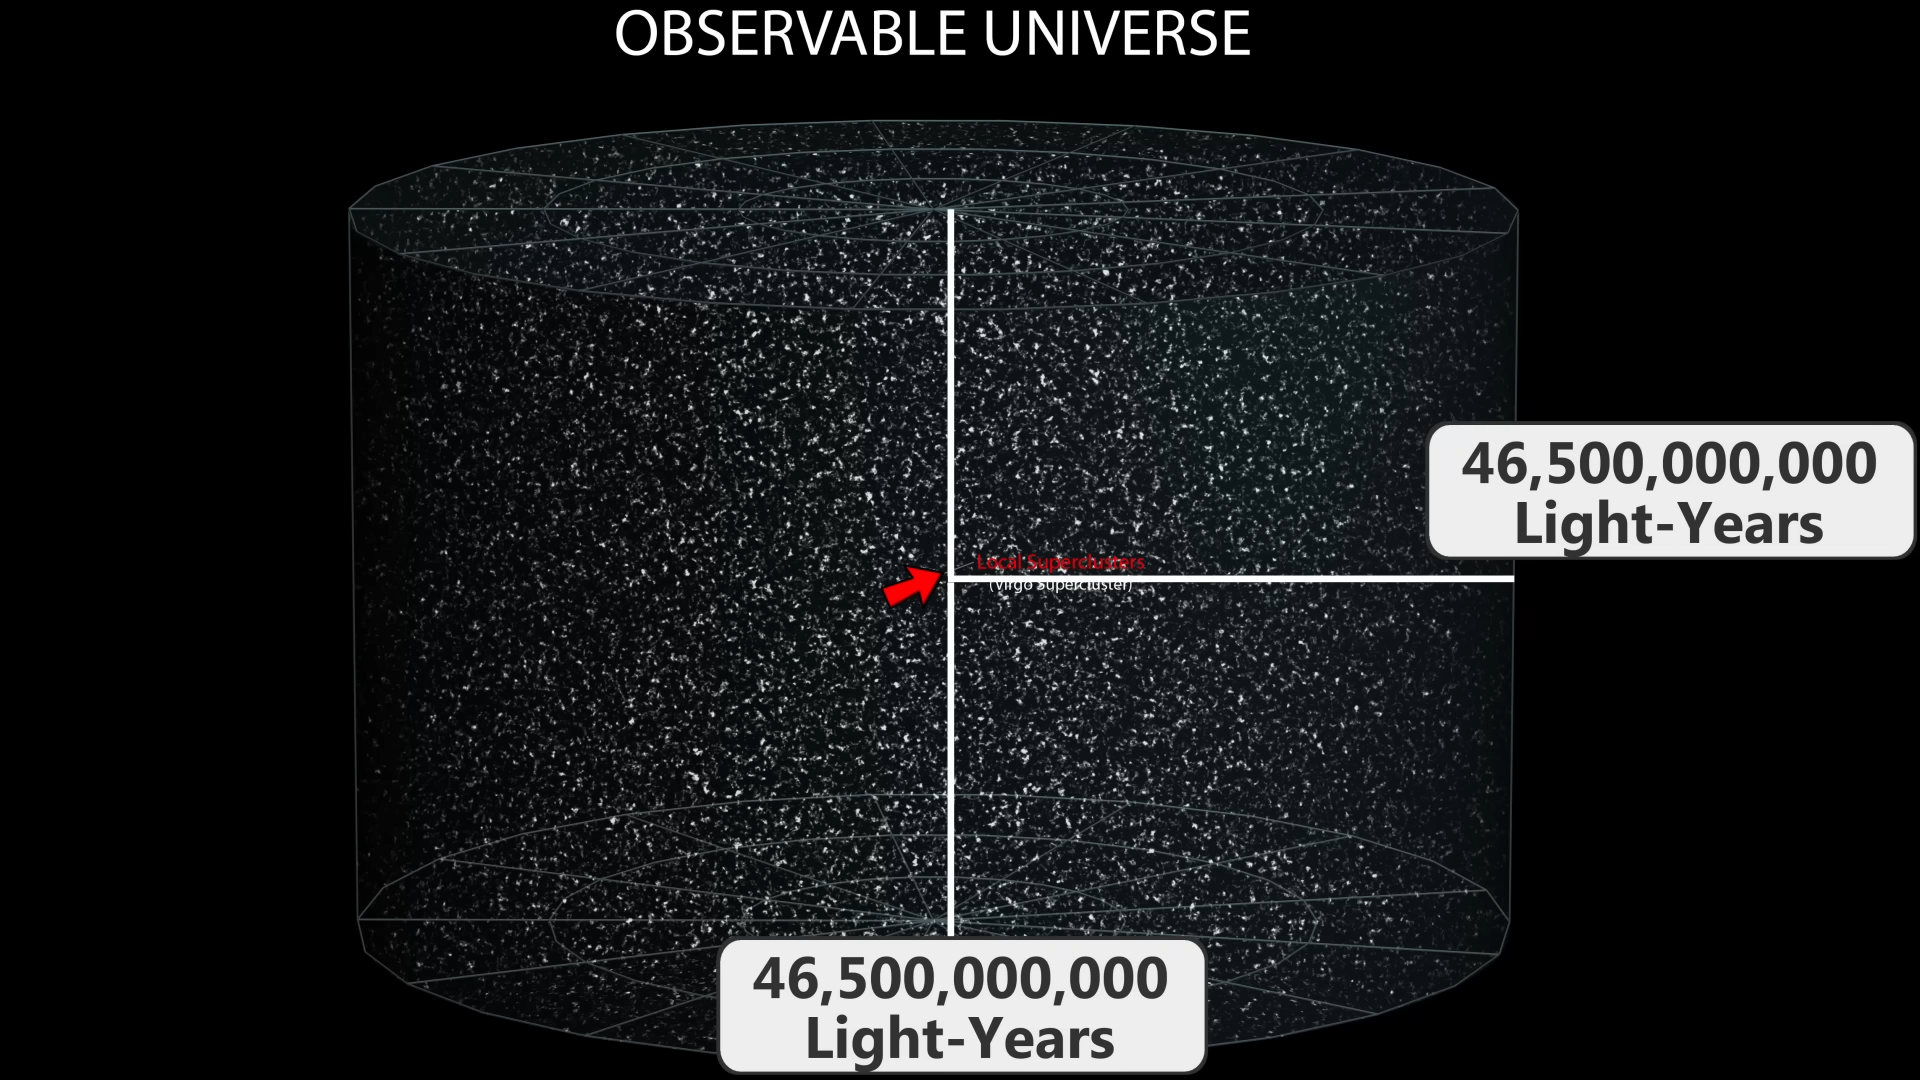 OBSERVABLE UNIVERSE
46,500,000,000
Light-Years
Local Superclusters
(Virgo Supercluster)
46,500,000,000
Light-Years